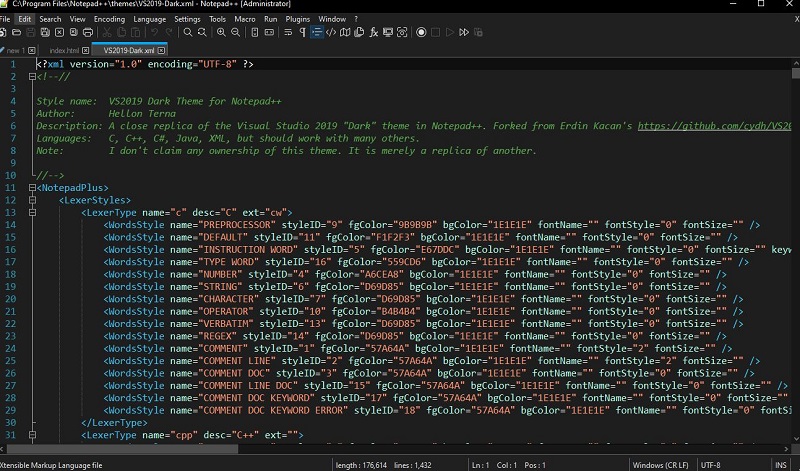 C:\Program Files\Notepad++\themes\VS2019-Dark.xml - Notepad++ [Administrator]
File Edit Search View Encoding Language Settings Tools Macro Run Plugins Window ?
new 1 index.html VS2019-Dark.xml
1 <?xml version="1.0" encoding="UTF-8" ?>
2 <!--//
3
4 Style name: VS2019 Dark Theme for Notepad++
5 Author: Hellon Terna
6 Description: A close replica of the Visual Studio 2019 "Dark" theme in Notepad++. Forked from Erdin Kacan's https://github.com/cydh/VS20
7 Languages: C, C++, C#, Java, XML, but should work with many others.
8 Note: I don't claim any ownership of this theme. It is merely a replica of another.
9
10 //-->
11 <NotepadPlus>
12 <LexerStyles>
13 <LexerType name="c" desc="C" ext="cw">
14 <WordsStyle name="PREPROCESSOR" styleID="9" fgColor="9B9B9B" bgColor="1E1E1E" fontName="" fontStyle="0" fontSize="" />
15 <WordsStyle name="DEFAULT" styleID="11" fgColor="F1F2F3" bgColor="1E1E1E" fontName="" fontStyle="0" fontSize="" />
16 <WordsStyle name="INSTRUCTION WORD" styleID="5" fgColor="E67DDC" bgColor="1E1E1E" fontName="" fontStyle="0" fontSize="" keyw
17 <WordsStyle name="TYPE WORD" styleID="16" fgColor="559CD6" bgColor="1E1E1E" fontName="" fontStyle="0" fontSize="" />
18 <WordsStyle name="NUMBER" styleID="4" fgColor="A6CEA8" bgColor="1E1E1E" fontName="" fontStyle="0" fontSize="" />
19 <WordsStyle name="STRING" styleID="6" fgColor="D69D85" bgColor="1E1E1E" fontName="" fontStyle="0" fontSize="" />
20 <WordsStyle name="CHARACTER" styleID="7" fgColor="D69D85" bgColor="1E1E1E" fontName="" fontStyle="0" fontSize="" />
21 <WordsStyle name="OPERATOR" styleID="10" fgColor="B4B4B4" bgColor="1E1E1E" fontName="" fontStyle="0" fontSize="" />
22 <WordsStyle name="VERBATIM" styleID="13" fgColor="D69D85" bgColor="1E1E1E" fontName="" fontStyle="0" fontSize="" />
23 <WordsStyle name="REGEX" styleID="14" fgColor="D69D85" bgColor="1E1E1E" fontName="" fontStyle="0" fontSize="" />
24 <WordsStyle name="COMMENT" styleID="1" fgColor="57A64A" bgColor="1E1E1E" fontName="" fontStyle="2" fontSize="" />
25 <WordsStyle name="COMMENT LINE" styleID="2" fgColor="57A64A" bgColor="1E1E1E" fontName="" fontStyle="2" fontSize="" />
26 <WordsStyle name="COMMENT DOC" styleID="3" fgColor="57A64A" bgColor="1E1E1E" fontName="" fontStyle="0" fontSize="" />
27 <WordsStyle name="COMMENT LINE DOC" styleID="15" fgColor="57A64A" bgColor="1E1E1E" fontName="" fontStyle="0" fontSize="" />
28 <WordsStyle name="COMMENT DOC KEYWORD" styleID="17" fgColor="57A64A" bgColor="1E1E1E" fontName="" fontStyle="0" fontSize="" />
29 <WordsStyle name="COMMENT DOC KEYWORD ERROR" styleID="18" fgColor="57A64A" bgColor="1E1E1E" fontName="" fontStyle="0" fontSi
30 </LexerType>
31 <LexerType name="cpp" desc="C++" ext="">
Xtensible Markup Language file length : 176,614 lines : 1,432 Ln : 1 Col : 1 Pos : 1 Windows (CR LF) UTF-8 INS